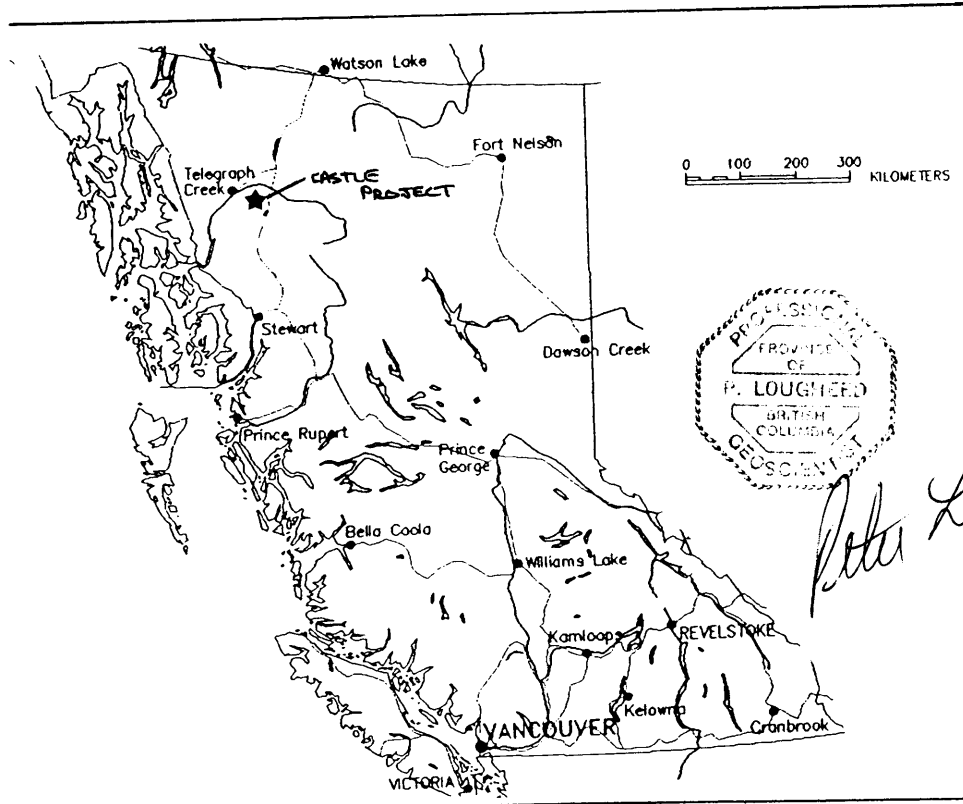 Watson Lake
Fort Nelson
Telegraph
Creek
CASTLE
PROJECT
0 100 200 300
KILOMETERS
Stewart
Dawson Creek
PROFESSIONAL
PROVINCE
OF
P. LOUGHEED
BRITISH
COLUMBIA
GEOSCIENTIST
Prince Rupert
Prince
George
Peter L
Bella Coola
Williams Lake
Kamloops
REVELSTOKE
Kelowna
Cranbrook
VANCOUVER
VICTORIA